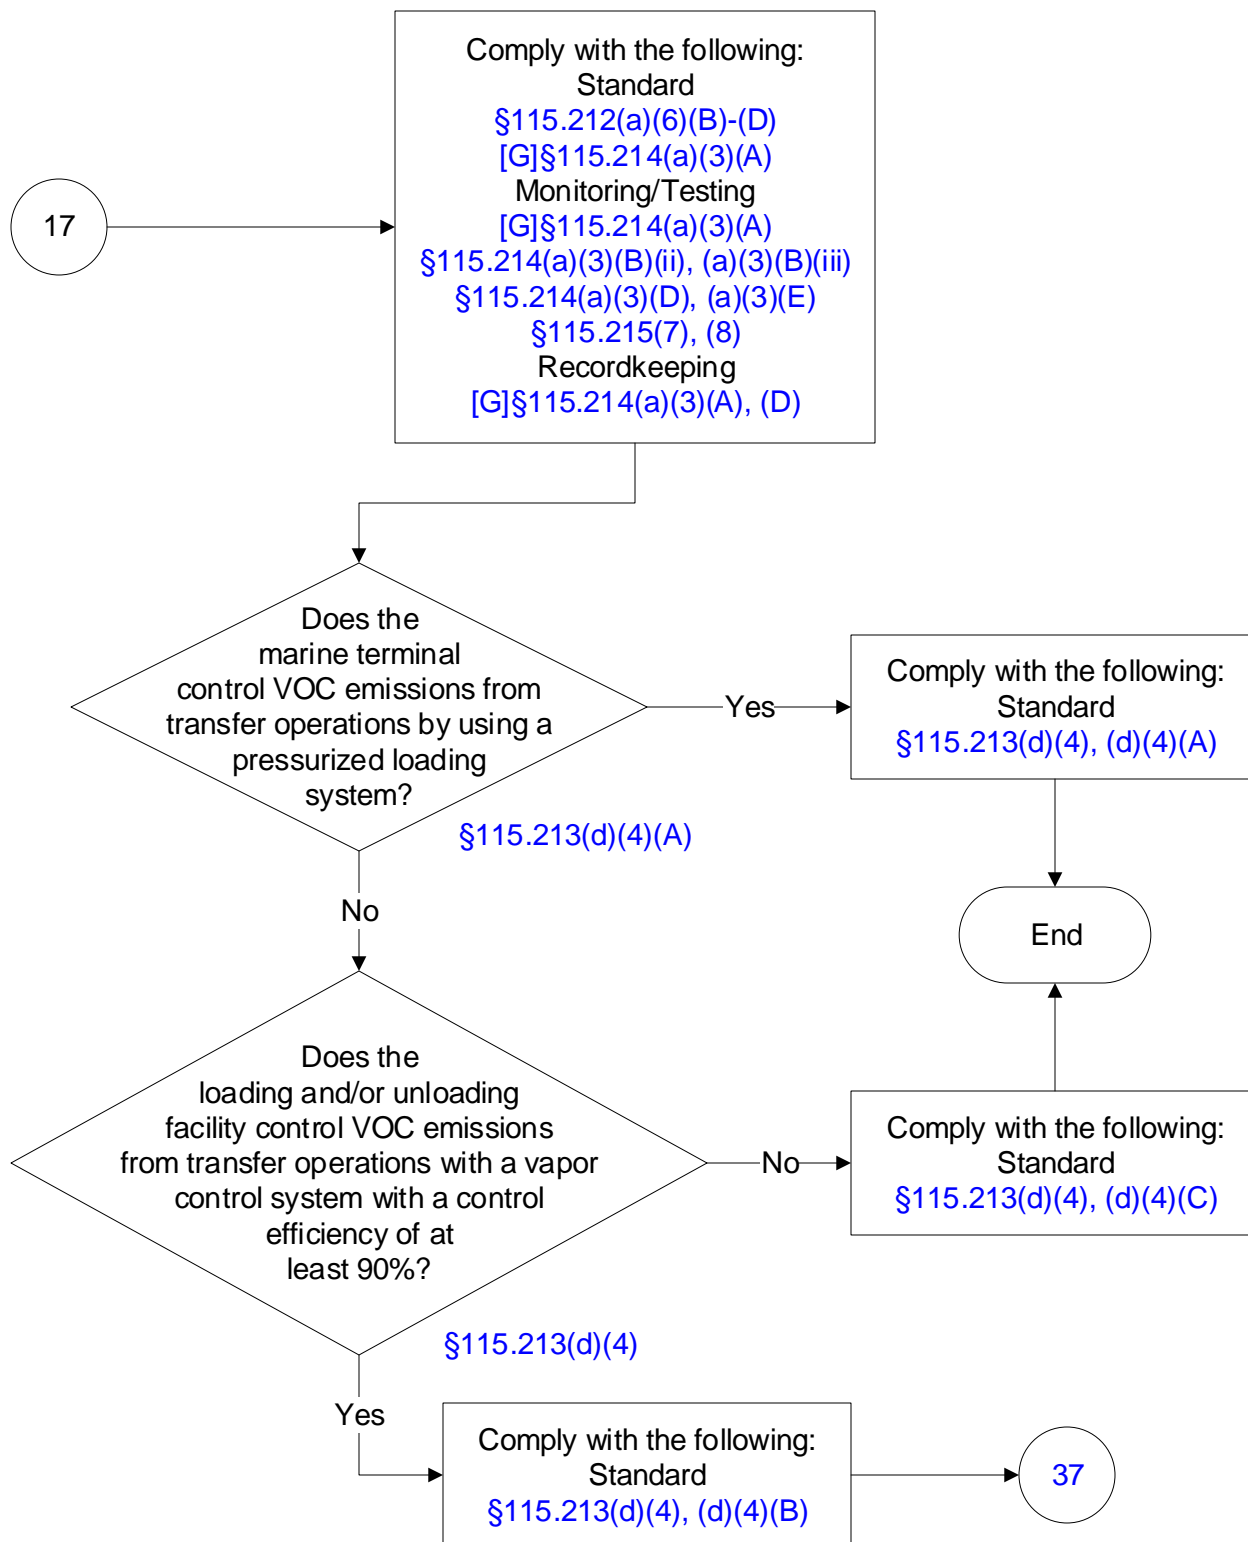 Comply with the following:
Standard
§115.212(a)(6)(B)-(D)
[G]§115.214(a)(3)(A)
Monitoring/Testing
[G]§115.214(a)(3)(A)
§115.214(a)(3)(B)(ii), (a)(3)(B)(iii)
§115.214(a)(3)(D), (a)(3)(E)
§115.215(7), (8)
Recordkeeping
[G]§115.214(a)(3)(A), (D)
17
Does the
marine terminal
control VOC emissions from
transfer operations by using a
pressurized loading
system?
§115.213(d)(4)(A)
Yes
Comply with the following:
Standard
§115.213(d)(4), (d)(4)(A)
End
No
Does the
loading and/or unloading
facility control VOC emissions
from transfer operations with a vapor
control system with a control
efficiency of at
least 90%?
§115.213(d)(4)
No
Comply with the following:
Standard
§115.213(d)(4), (d)(4)(C)
Yes
Comply with the following:
Standard
§115.213(d)(4), (d)(4)(B)
37